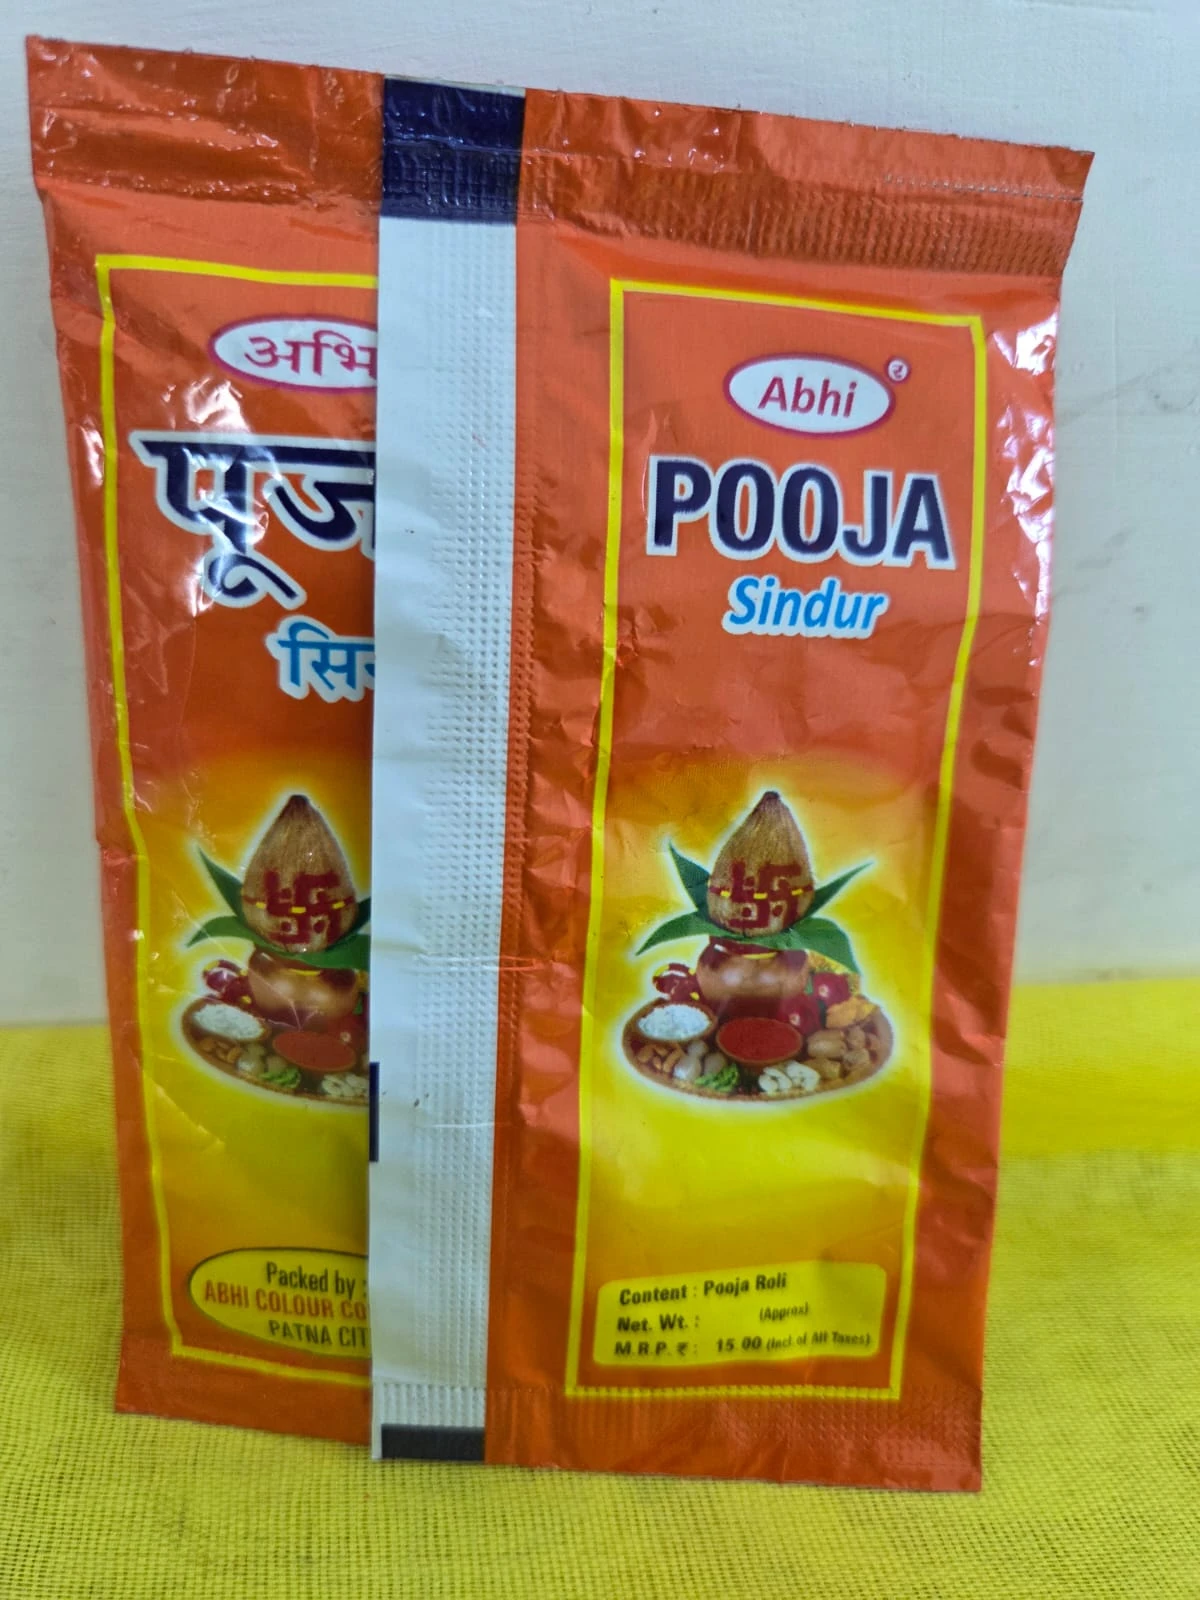 अभि
पूज
सिन
Packed by :
ABHI COLOUR CO
PATNA CIT
Abhi
POOJA
Sindur
Content : Pooja Roli
Net. Wt. : (Approx)
M.R.P. ₹ : 15.00 (Incl. of All Taxes)